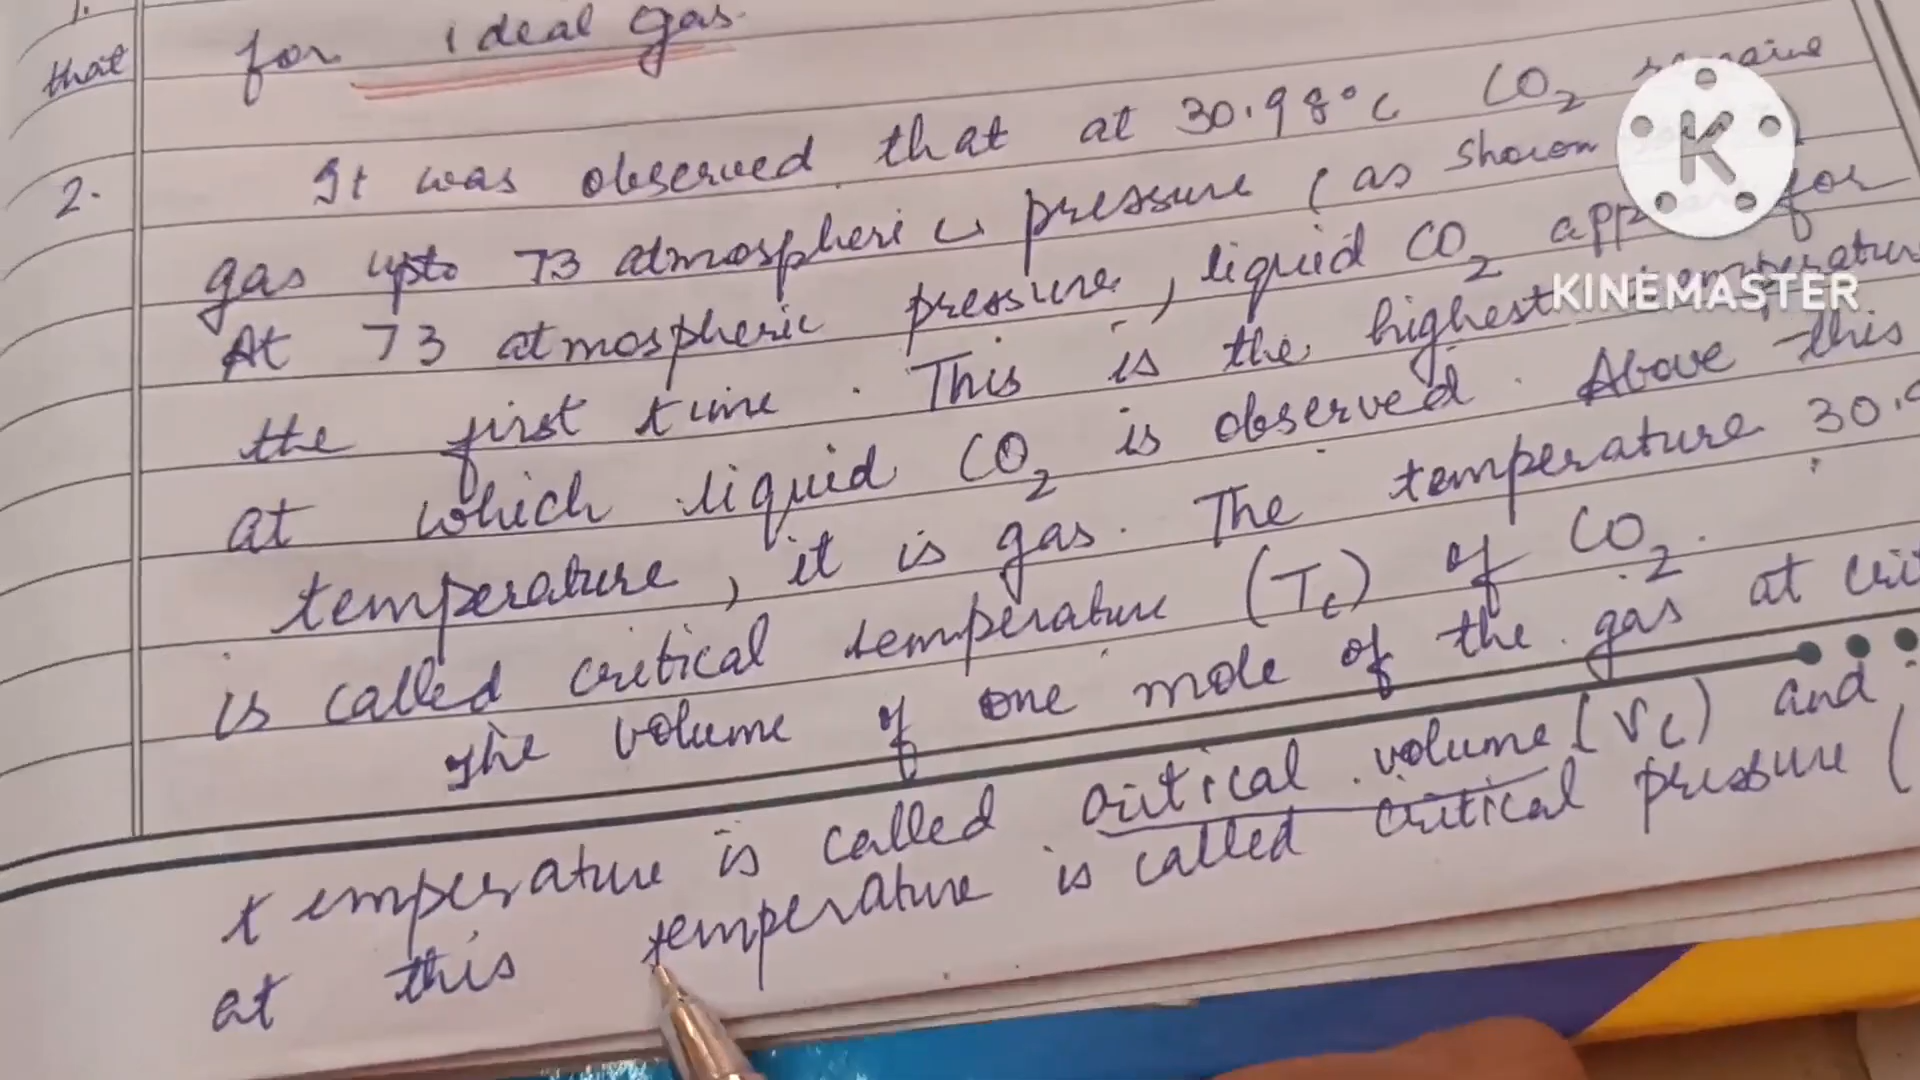 1.
that
for ideal gas.
2.
It was observed that at 30.98°C CO2 remains
gas upto 73 atmospheric pressure (as shown
At 73 atmospheric pressure, liquid CO2 for
the first time. This is the highest
at which liquid CO2 is observed. Above this
temperature, it is gas. The temperature 30.9
is called critical temperature (Tc) of CO2.
The volume of one mole of the gas at
temperature is called critical volume (Vc) and
at this temperature is called critical pressure (
KINEMASTER
K